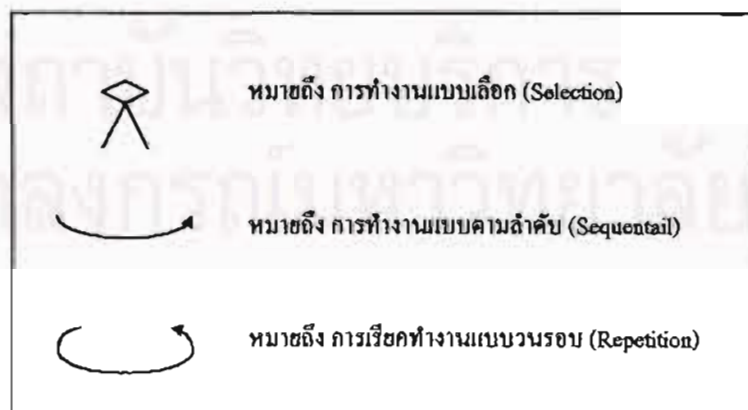 หมายถึง การทำงานแบบเลือก (Selection)
หมายถึง การทำงานแบบตามลำดับ (Sequentail)
หมายถึง การเรียกทำงานแบบวนรอบ (Repetition)